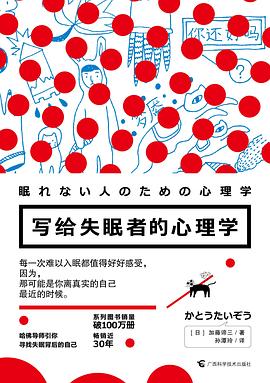 你还好吗
眠れない人のための心理学
写给失眠者的心理学
每一次难以入眠都值得好好感受，
因为，
那可能是你离真实的自己
最近的时候。
かとうたいぞう
［日］加藤谛三／著
孙潭玲／译
系列图书销量
破100万册
哈佛导师引你
寻找失眠背后的自己
畅销近
30年
广西科学技术出版社